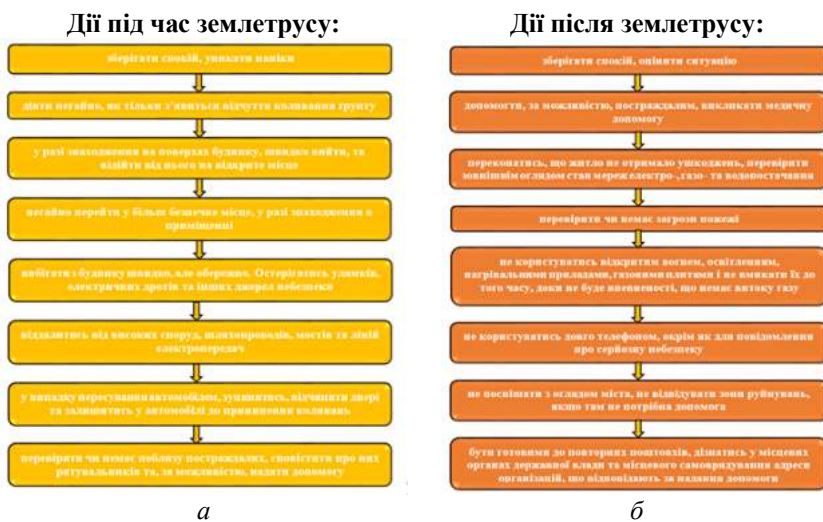 Дії під час землетрусу:
зберігати спокій, уникати паніки
діяти негайно, як тільки з’явиться відчуття коливання ґрунту
у разі знаходження на поверхах будинку, швидко вийти, та
відійти від нього на відкрите місце
негайно перейти у більш безпечне місце, у разі знаходження в
приміщенні
вибігати з будинку швидко, але обережно. Остерігатись уламків,
електричних дротів та інших джерел небезпеки
віддалитись від високих споруд, шляхопроводів, мостів та ліній
електропередач
у випадку пересування автомобілем, зупинитись, відчинити двері
та залишатись у автомобілі до припинення коливань
перевірити чи немає поблизу постраждалих, сповістити про них
рятувальників та, за можливістю, надати допомогу
а
Дії після землетрусу:
зберігати спокій, оцінити ситуацію
допомогти, за можливістю, постраждалим, викликати медичну
допомогу
переконатись, що житло не отримало ушкоджень, перевірити
зовнішнім оглядом стан мереж електро-, газо- та водопостачання
перевірити чи немає загрози пожежі
не користуватись відкритим вогнем, освітленням,
нагрівальними приладами, газовими плитами і не вмикати їх до
того часу, доки не буде впевненості, що немає витоку газу
не користуватись довго телефоном, окрім як для повідомлення
про серйозну небезпеку
не поспішати з оглядом міста, не відвідувати зони руйнувань,
якщо там не потрібна допомога
бути готовими до повторних поштовхів, дізнатись у місцевих
органах державної влади та місцевого самоврядування адреси
організацій, що відповідають за надання допомоги
б